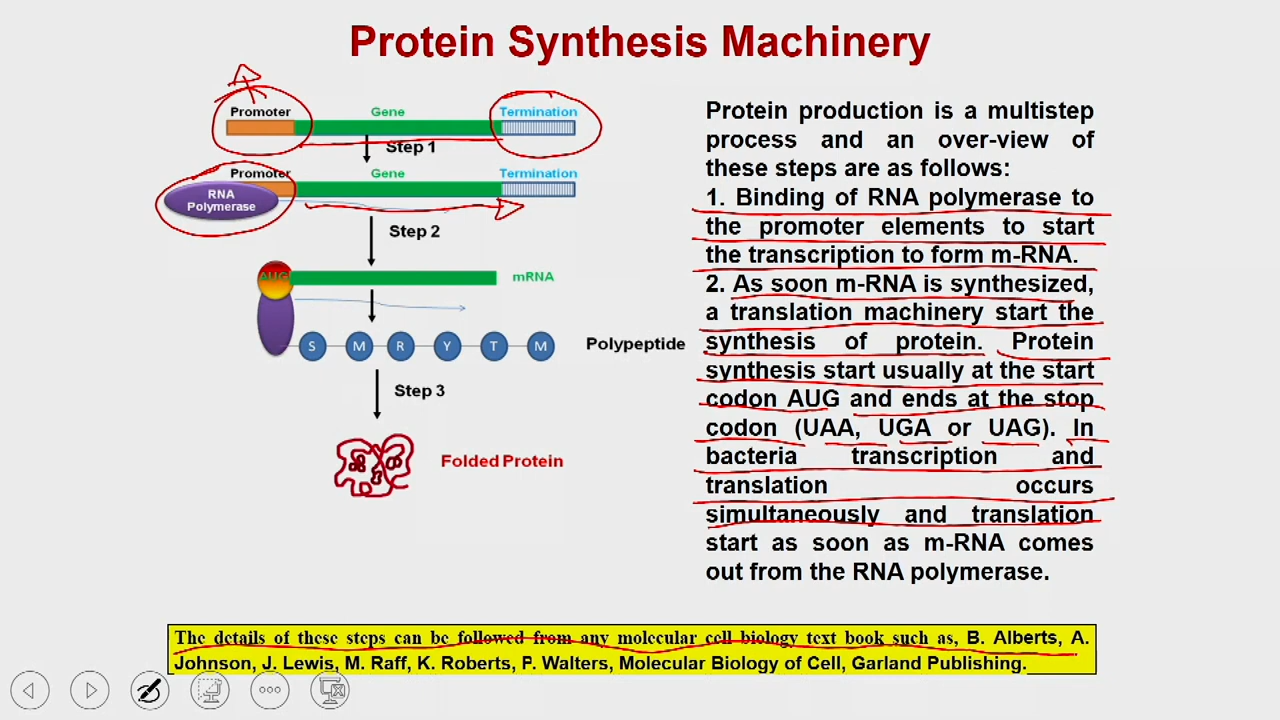 Protein Synthesis Machinery
Promoter Gene Termination
Step 1
Promoter Gene Termination
RNA
Polymerase
Step 2
AUG mRNA
S M R Y T M Polypeptide
Step 3
Folded Protein
Protein production is a multistep
process and an over-view of
these steps are as follows:
1. Binding of RNA polymerase to
the promoter elements to start
the transcription to form m-RNA.
2. As soon m-RNA is synthesized,
a translation machinery start the
synthesis of protein. Protein
synthesis start usually at the start
codon AUG and ends at the stop
codon (UAA, UGA or UAG). In
bacteria transcription and
translation occurs
simultaneously and translation
start as soon as m-RNA comes
out from the RNA polymerase.
The details of these steps can be followed from any molecular cell biology text book such as, B. Alberts, A.
Johnson, J. Lewis, M. Raff, K. Roberts, P. Walters, Molecular Biology of Cell, Garland Publishing.